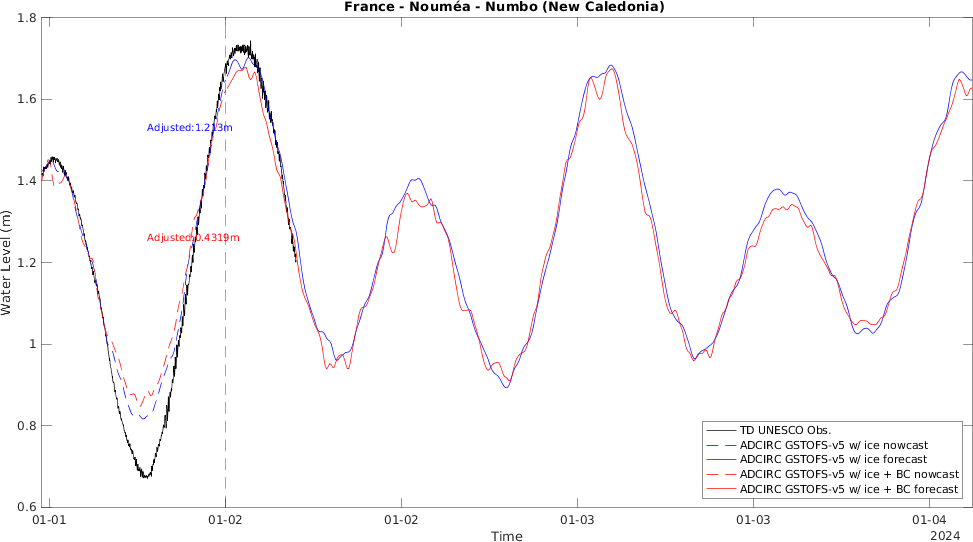 France - Nouméa - Numbo (New Caledonia)
1.8
1.6
1.4
1.2
1
0.8
0.6
Water Level (m)
Adjusted:1.213m
Adjusted:0.4319m
TD UNESCO Obs.
ADCIRC GSTOFS-v5 w/ ice nowcast
ADCIRC GSTOFS-v5 w/ ice forecast
ADCIRC GSTOFS-v5 w/ ice + BC nowcast
ADCIRC GSTOFS-v5 w/ ice + BC forecast
01-01 01-02 01-02 01-03 01-03 01-04
Time
2024